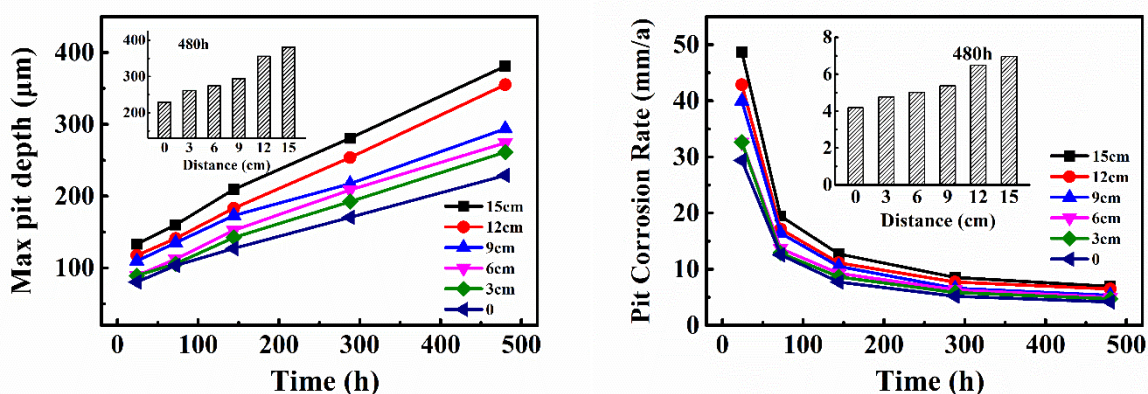 Max pit depth (μm)
400
300
200
100
0 100 200 300 400 500
Time (h)
480h
400
300
200
0 3 6 9 12 15
Distance (cm)
15cm
12cm
9cm
6cm
3cm
0
Pit Corrosion Rate (mm/a)
50
40
30
20
10
0
0 100 200 300 400 500
Time (h)
480h
8
6
4
2
0
0 3 6 9 12 15
Distance (cm)
15cm
12cm
9cm
6cm
3cm
0